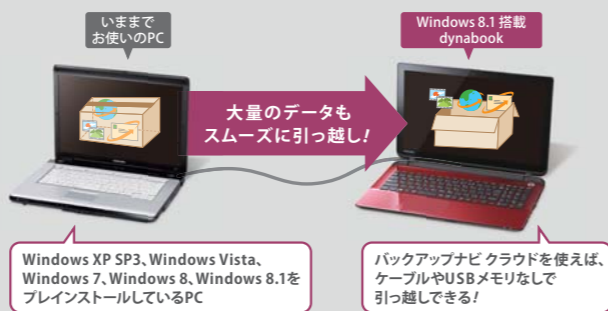 いままで
お使いのPC
Windows 8.1 搭載
dynabook
大量のデータも
スムーズに引っ越し!
Windows XP SP3、Windows Vista、
Windows 7、Windows 8、Windows 8.1を
プレインストールしているPC
バックアップナビ クラウドを使えば、
ケーブルやUSBメモリなしで
引っ越しできる!